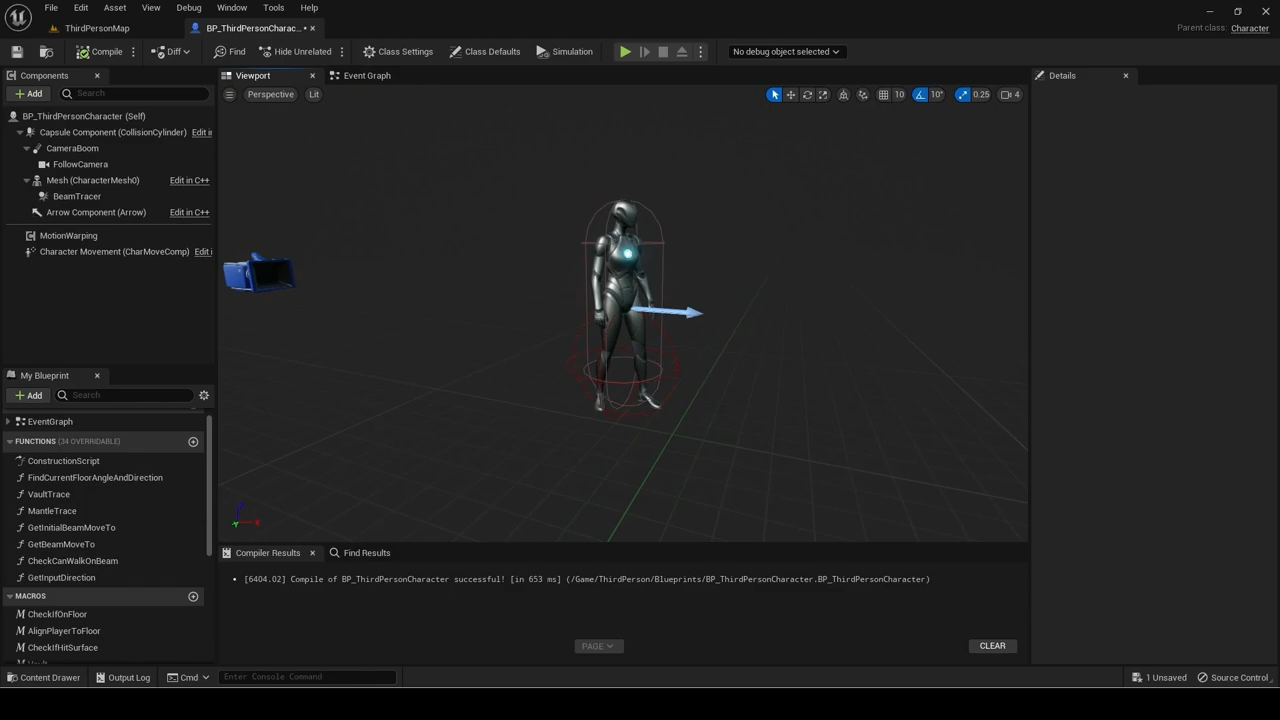 File Edit Asset View Debug Window Tools Help
ThirdPersonMap
BP_ThirdPersonCharac... •
Parent class: Character
Compile
Diff
Find
Hide Unrelated
Class Settings
Class Defaults
Simulation
No debug object selected
Components
Add
Search
BP_ThirdPersonCharacter (Self)
Capsule Component (CollisionCylinder) Edit in
CameraBoom
FollowCamera
Mesh (CharacterMesh0) Edit in C++
BeamTracer
Arrow Component (Arrow) Edit in C++
MotionWarping
Character Movement (CharMoveComp) Edit i
Viewport
Event Graph
Perspective
Lit
10
10°
0.25
4
Details
My Blueprint
Add
Search
EventGraph
FUNCTIONS (34 OVERRIDABLE)
ConstructionScript
FindCurrentFloorAngleAndDirection
VaultTrace
MantleTrace
GetInitialBeamMoveTo
GetBeamMoveTo
CheckCanWalkOnBeam
GetInputDirection
MACROS
CheckIfOnFloor
AlignPlayerToFloor
CheckIfHitSurface
Compiler Results
Find Results
• [6404.02] Compile of BP_ThirdPersonCharacter successful! [in 653 ms] (/Game/ThirdPerson/Blueprints/BP_ThirdPersonCharacter.BP_ThirdPersonCharacter)
PAGE
CLEAR
Content Drawer
Output Log
Cmd
Enter Console Command
1 Unsaved
Source Control